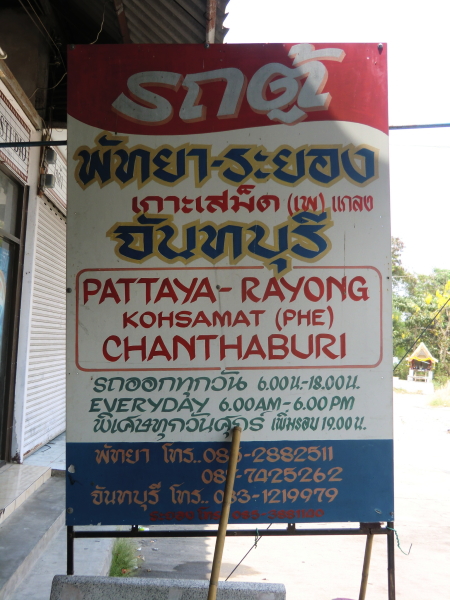 รถตู้
พัทยา-ระยอง
เกาะเสม็ด (เพ) แกลง
จันทบุรี
PATTAYA-RAYONG
KOHSAMAT (PHE)
CHANTHABURI
รถออกทุกวัน 6.00น-18.00น.
EVERYDAY 6.00AM-6.00PM
พิเศษทุกวันศุกร์ เพิ่มรอบ 19.00น.
พัทยา โทร..086-2882511
087-7425262
จันทบุรี โทร..083-1219979